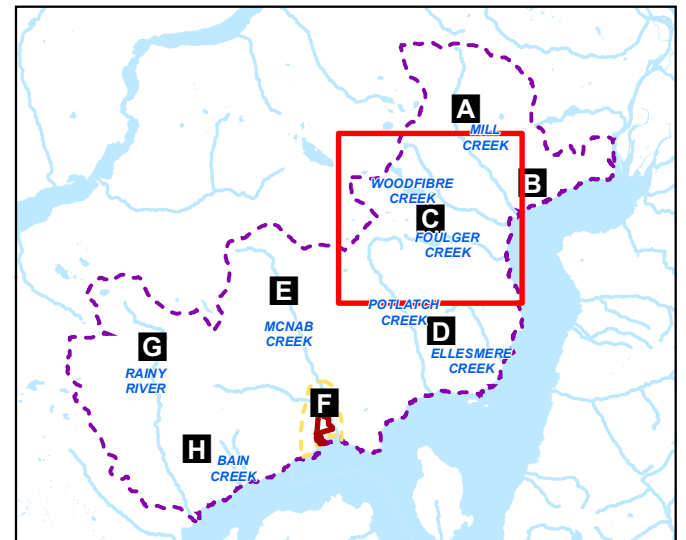 A
MILL
CREEK
B
WOODFIBRE
CREEK
C
FOULGER
CREEK
E
POTLATCH
CREEK
MCNAB
CREEK
D
ELLESMERE
CREEK
G
RAINY
RIVER
F
H
BAIN
CREEK